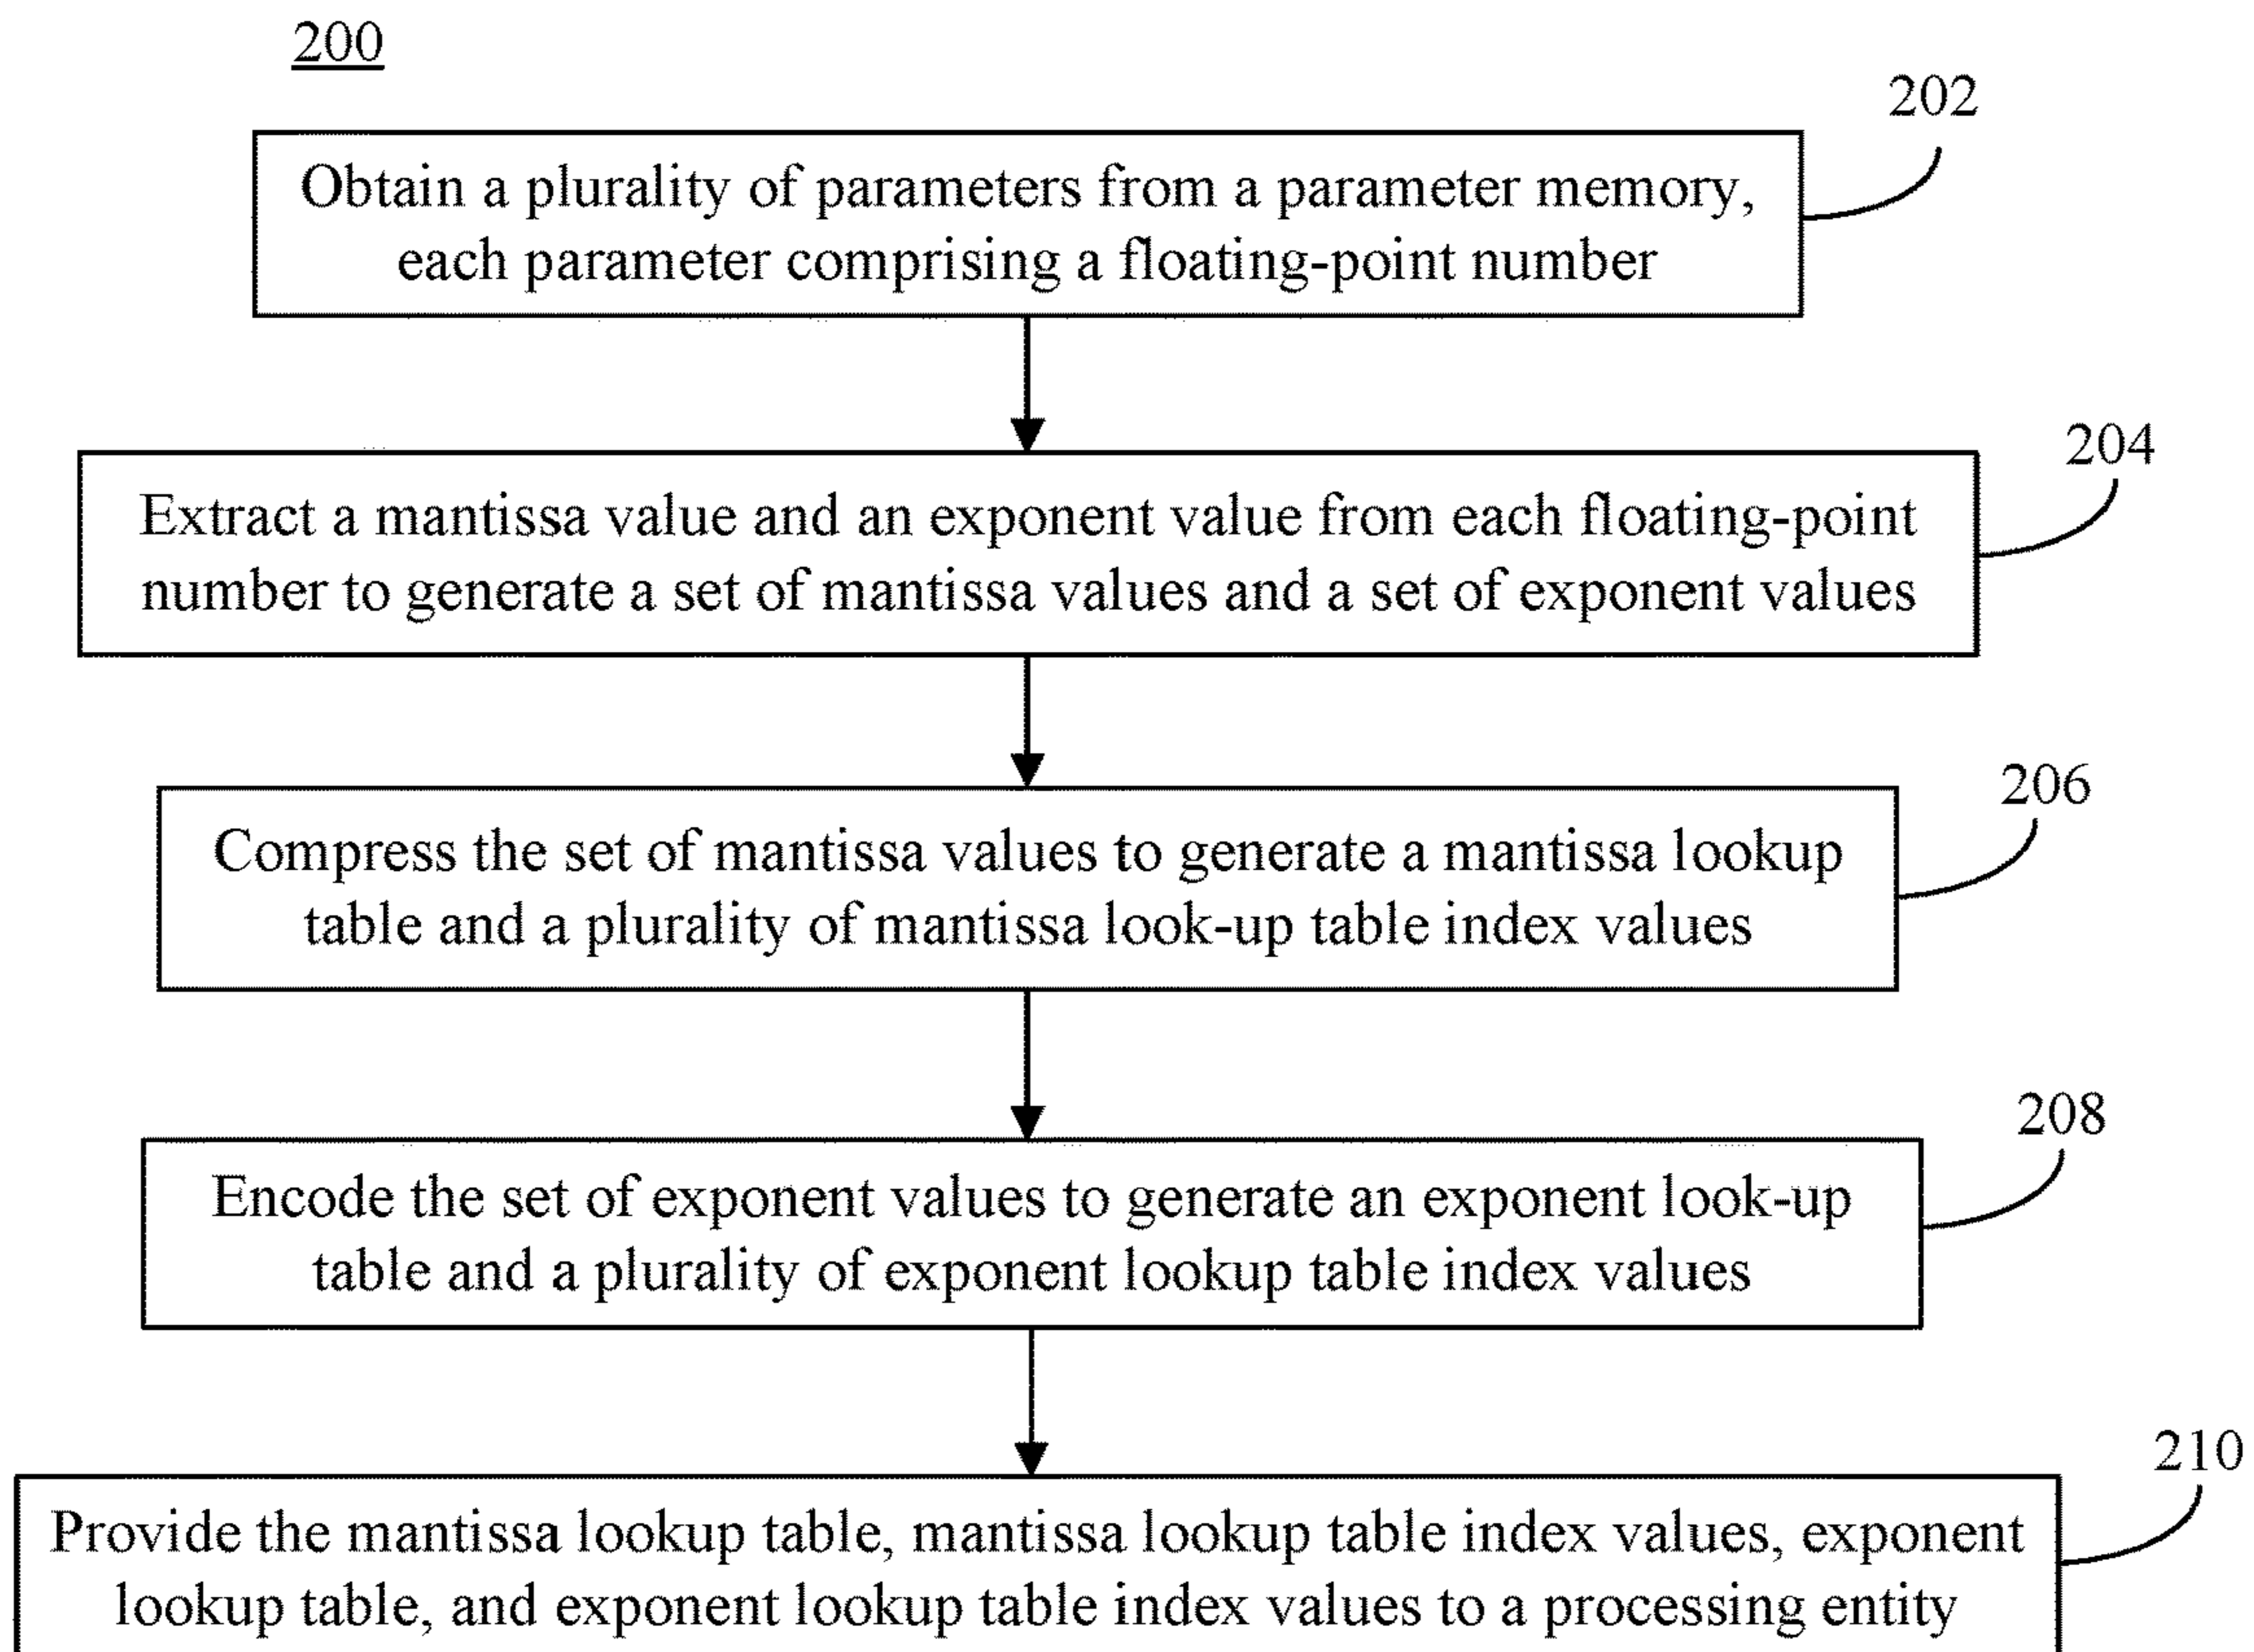 200
202
Obtain a plurality of parameters from a parameter memory,
each parameter comprising a floating-point number
204
Extract a mantissa value and an exponent value from each floating-point
number to generate a set of mantissa values and a set of exponent values
206
Compress the set of mantissa values to generate a mantissa lookup
table and a plurality of mantissa look-up table index values
208
Encode the set of exponent values to generate an exponent look-up
table and a plurality of exponent lookup table index values
210
Provide the mantissa lookup table, mantissa lookup table index values, exponent
lookup table, and exponent lookup table index values to a processing entity